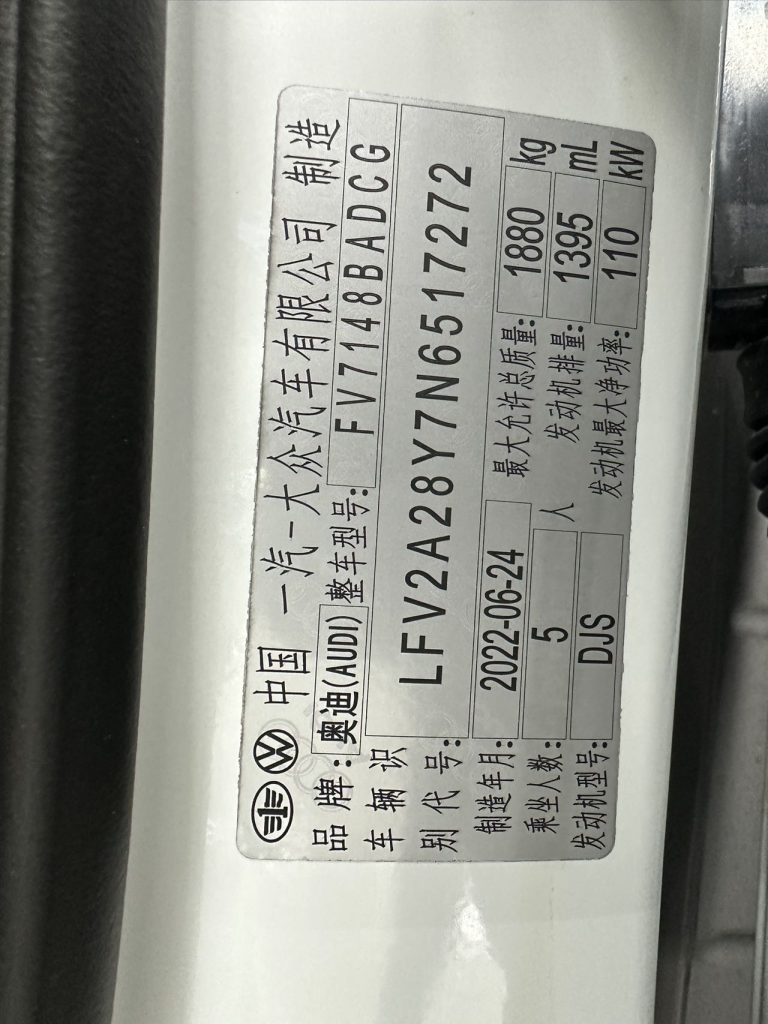 中国 一汽-大众汽车有限公司 制造
品牌: 奥迪(AUDI) 整车型号: FV7148BADCG
车辆识别代号: LFV2A28Y7N6517272
制造年月: 2022-06-24 最大允许总质量: 1880 kg
乘坐人数: 5 人 发动机排量: 1395 mL
发动机型号: DJS 发动机最大净功率: 110 kW